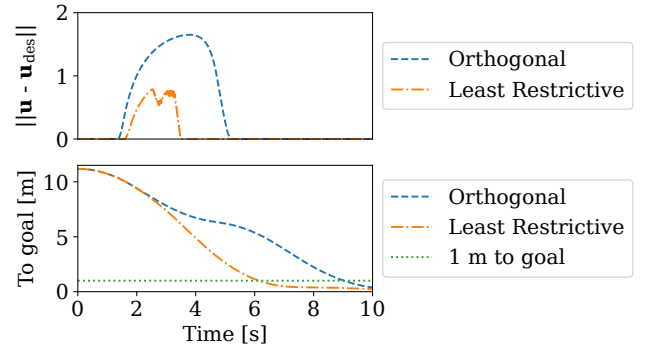 2
1
0
||u - u_des||
Orthogonal
Least Restrictive
10
5
0
To goal [m]
0 2 4 6 8 10
Time [s]
Orthogonal
Least Restrictive
1 m to goal